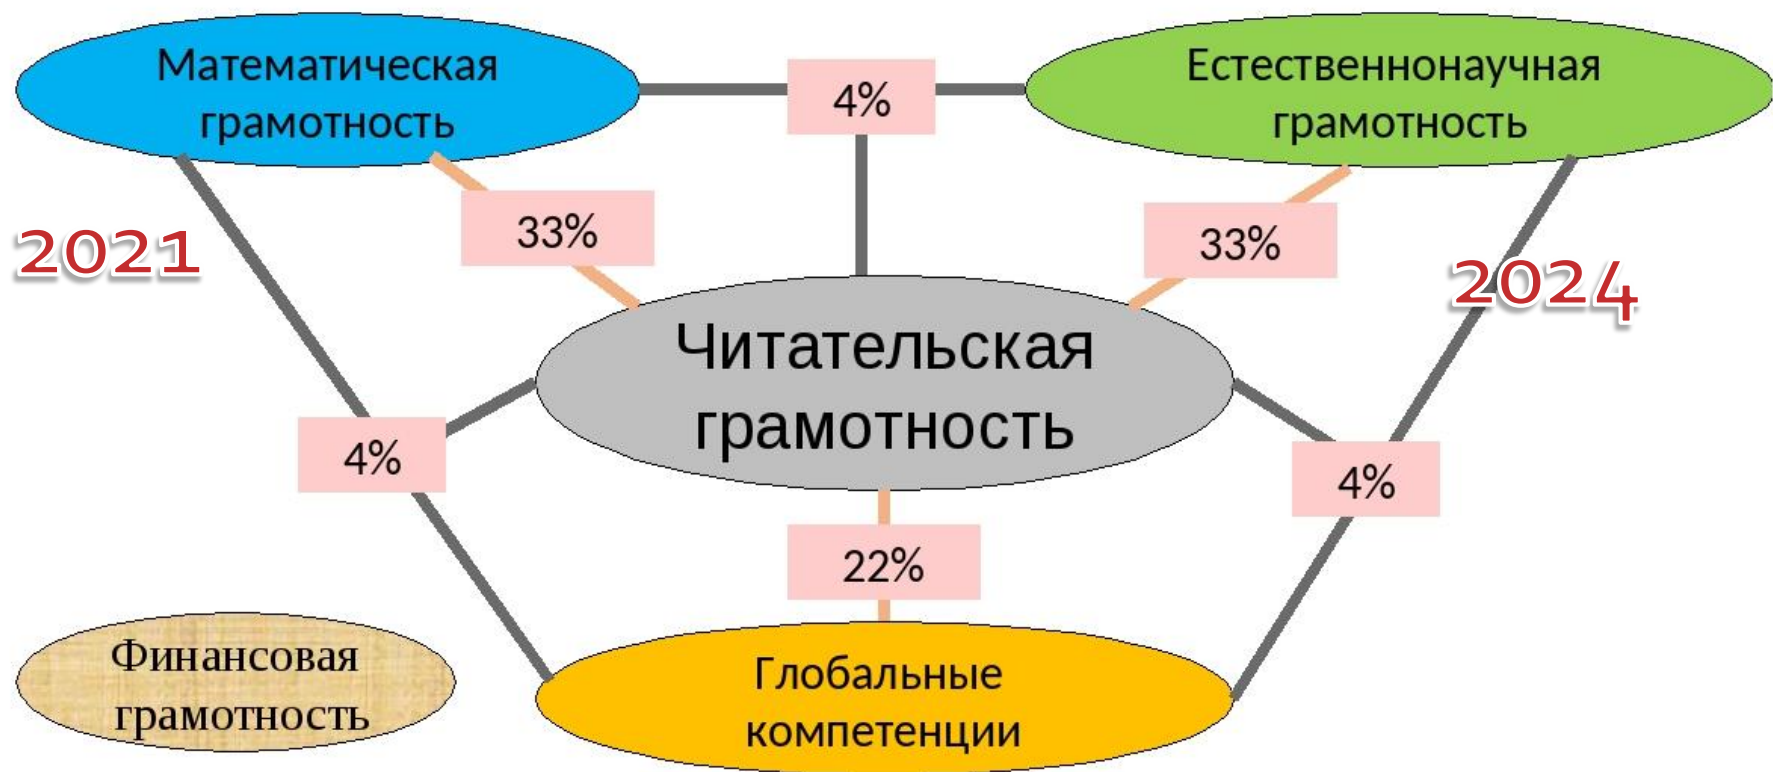 Математическая
грамотность
4%
Естественнонаучная
грамотность
33%
33%
2021
2024
Читательская
грамотность
4%
4%
22%
Финансовая
грамотность
Глобальные
компетенции